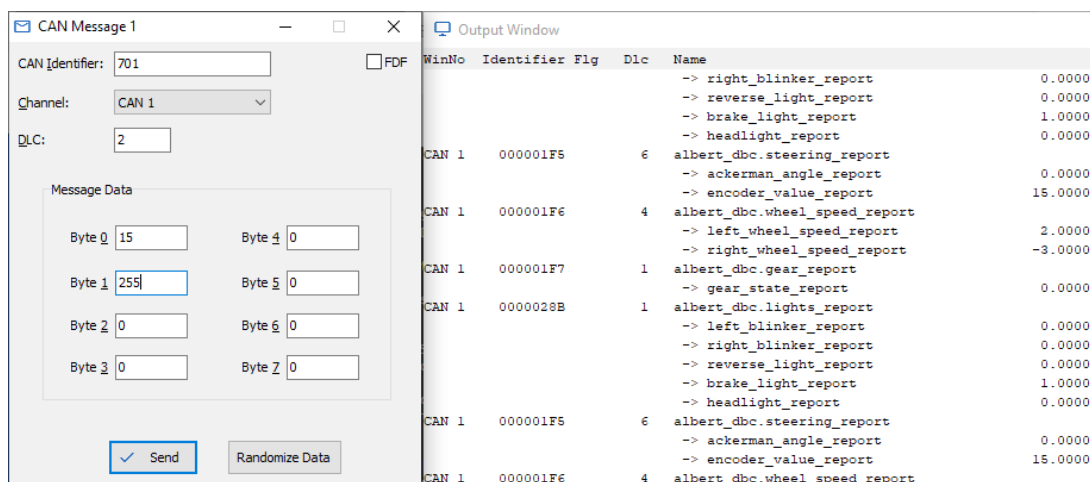 CAN Message 1
CAN Identifier: 701
FDF
Channel: CAN 1
DLC: 2
Message Data
Byte 0 15 Byte 4 0
Byte 1 255 Byte 5 0
Byte 2 0 Byte 6 0
Byte 3 0 Byte 7 0
Send Randomize Data
Output Window
WinNo Identifier Flg Dlc Name
-> right_blinker_report 0.0000
-> reverse_light_report 0.0000
-> brake_light_report 1.0000
-> headlight_report 0.0000
CAN 1 000001F5 6 albert_dbc.steering_report
-> ackerman_angle_report 0.0000
-> encoder_value_report 15.0000
CAN 1 000001F6 4 albert_dbc.wheel_speed_report
-> left_wheel_speed_report 2.0000
-> right_wheel_speed_report -3.0000
CAN 1 000001F7 1 albert_dbc.gear_report
-> gear_state_report 0.0000
CAN 1 0000028B 1 albert_dbc.lights_report
-> left_blinker_report 0.0000
-> right_blinker_report 0.0000
-> reverse_light_report 0.0000
-> brake_light_report 1.0000
-> headlight_report 0.0000
CAN 1 000001F5 6 albert_dbc.steering_report
-> ackerman_angle_report 0.0000
-> encoder_value_report 15.0000
CAN 1 000001F6 4 albert_dbc.wheel_speed_report